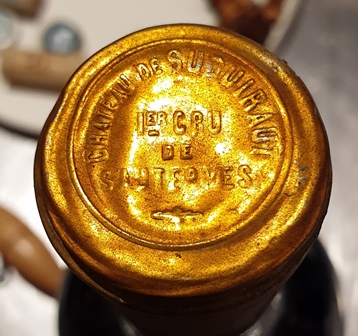 CHATEAU DE SUDUIRAUT
1ER CRU
DE
SAUTERNES